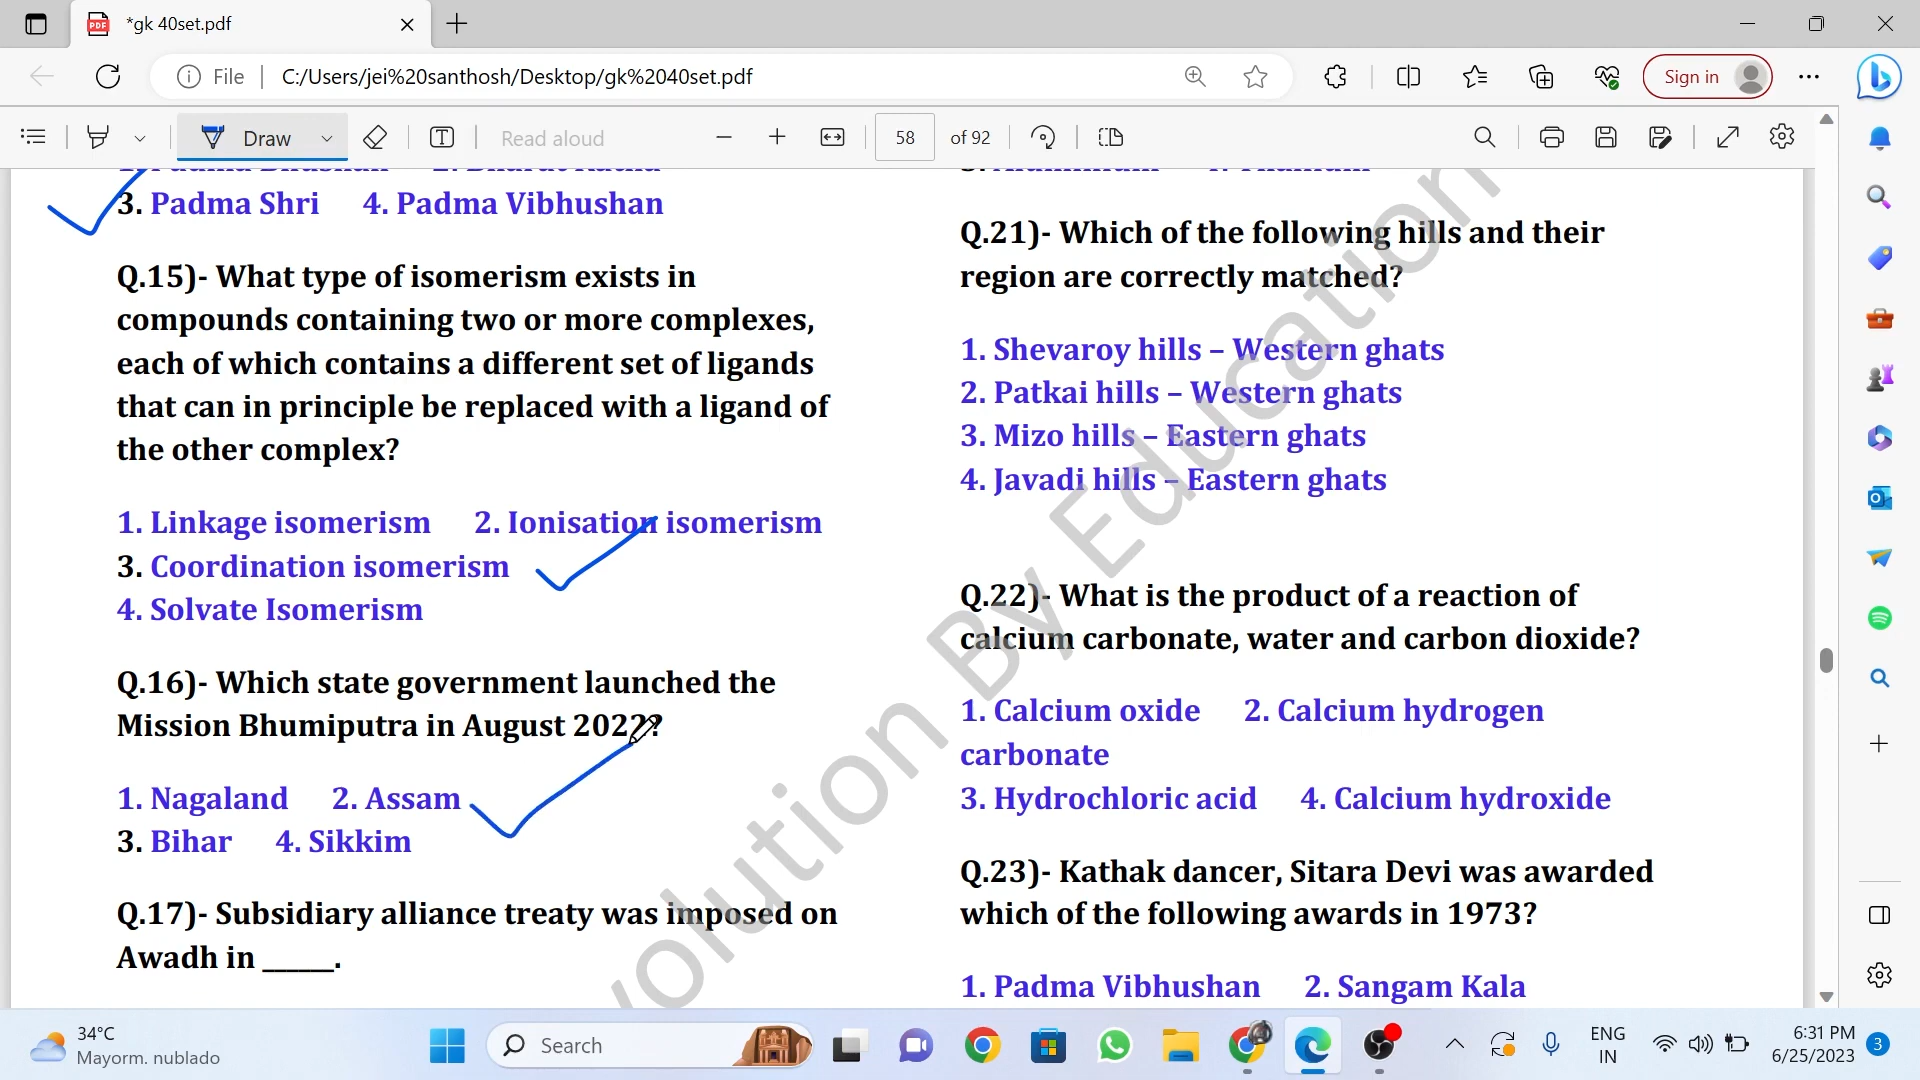 *gk 40set.pdf
File
C:/Users/jei%20santhosh/Desktop/gk%2040set.pdf
Sign in
Draw
Read aloud
58 of 92
3. Padma Shri 4. Padma Vibhushan
Q.15)- What type of isomerism exists in
compounds containing two or more complexes,
each of which contains a different set of ligands
that can in principle be replaced with a ligand of
the other complex?
1. Linkage isomerism 2. Ionisation isomerism
3. Coordination isomerism
4. Solvate Isomerism
Q.16)- Which state government launched the
Mission Bhumiputra in August 2022?
1. Nagaland 2. Assam
3. Bihar 4. Sikkim
Q.17)- Subsidiary alliance treaty was imposed on
Awadh in ______.
Q.21)- Which of the following hills and their
region are correctly matched?
1. Shevaroy hills – Western ghats
2. Patkai hills – Western ghats
3. Mizo hills – Eastern ghats
4. Javadi hills – Eastern ghats
Q.22)- What is the product of a reaction of
calcium carbonate, water and carbon dioxide?
1. Calcium oxide 2. Calcium hydrogen
carbonate
3. Hydrochloric acid 4. Calcium hydroxide
Q.23)- Kathak dancer, Sitara Devi was awarded
which of the following awards in 1973?
1. Padma Vibhushan 2. Sangam Kala
olution By Education
34°C
Mayorm. nublado
Search
ENG
IN
6:31 PM
6/25/2023
3